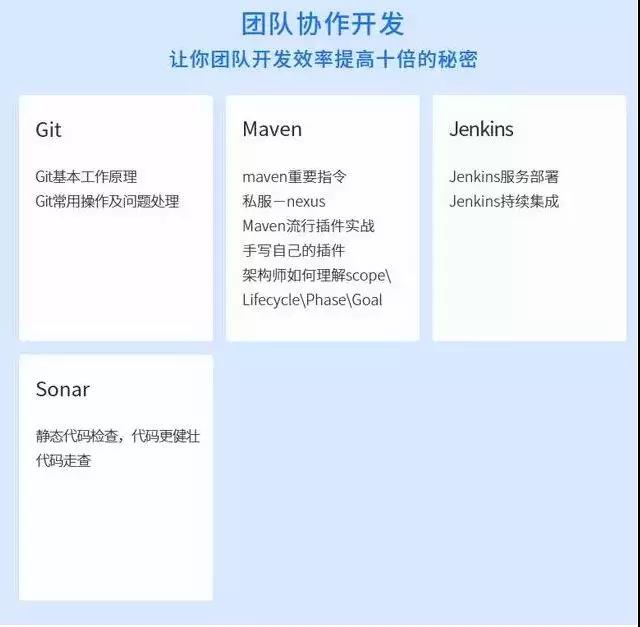 团队协作开发
让你团队开发效率提高十倍的秘密
Git
Git基本工作原理
Git常用操作及问题处理
Maven
maven重要指令
私服－nexus
Maven流行插件实战
手写自己的插件
架构师如何理解scope\
Lifecycle\Phase\Goal
Jenkins
Jenkins服务部署
Jenkins持续集成
Sonar
静态代码检查，代码更健壮
代码走查